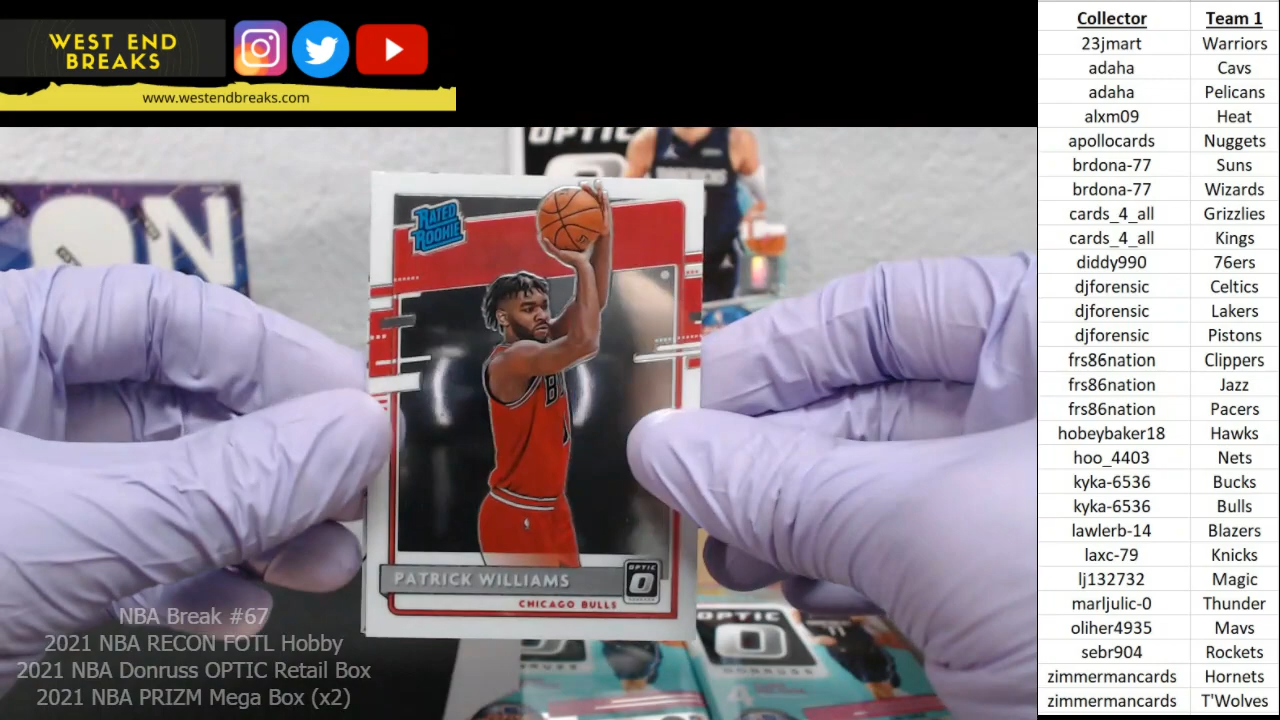 WEST END
BREAKS
www.westendbreaks.com
OPTIC
ON
RATED
ROOKIE
PATRICK WILLIAMS
OPTIC
CHICAGO BULLS
OPTIC
NBA Break #67
2021 NBA RECON FOTL Hobby
2021 NBA Donruss OPTIC Retail Box
2021 NBA PRIZM Mega Box (x2)
Collector Team 1
23jmart Warriors
adaha Cavs
adaha Pelicans
alxm09 Heat
apollocards Nuggets
brdona-77 Suns
brdona-77 Wizards
cards_4_all Grizzlies
cards_4_all Kings
diddy990 76ers
djforensic Celtics
djforensic Lakers
djforensic Pistons
frs86nation Clippers
frs86nation Jazz
frs86nation Pacers
hobeybaker18 Hawks
hoo_4403 Nets
kyka-6536 Bucks
kyka-6536 Bulls
lawlerb-14 Blazers
laxc-79 Knicks
lj132732 Magic
marljulic-0 Thunder
oliher4935 Mavs
sebr904 Rockets
zimmermancards Hornets
zimmermancards T'Wolves